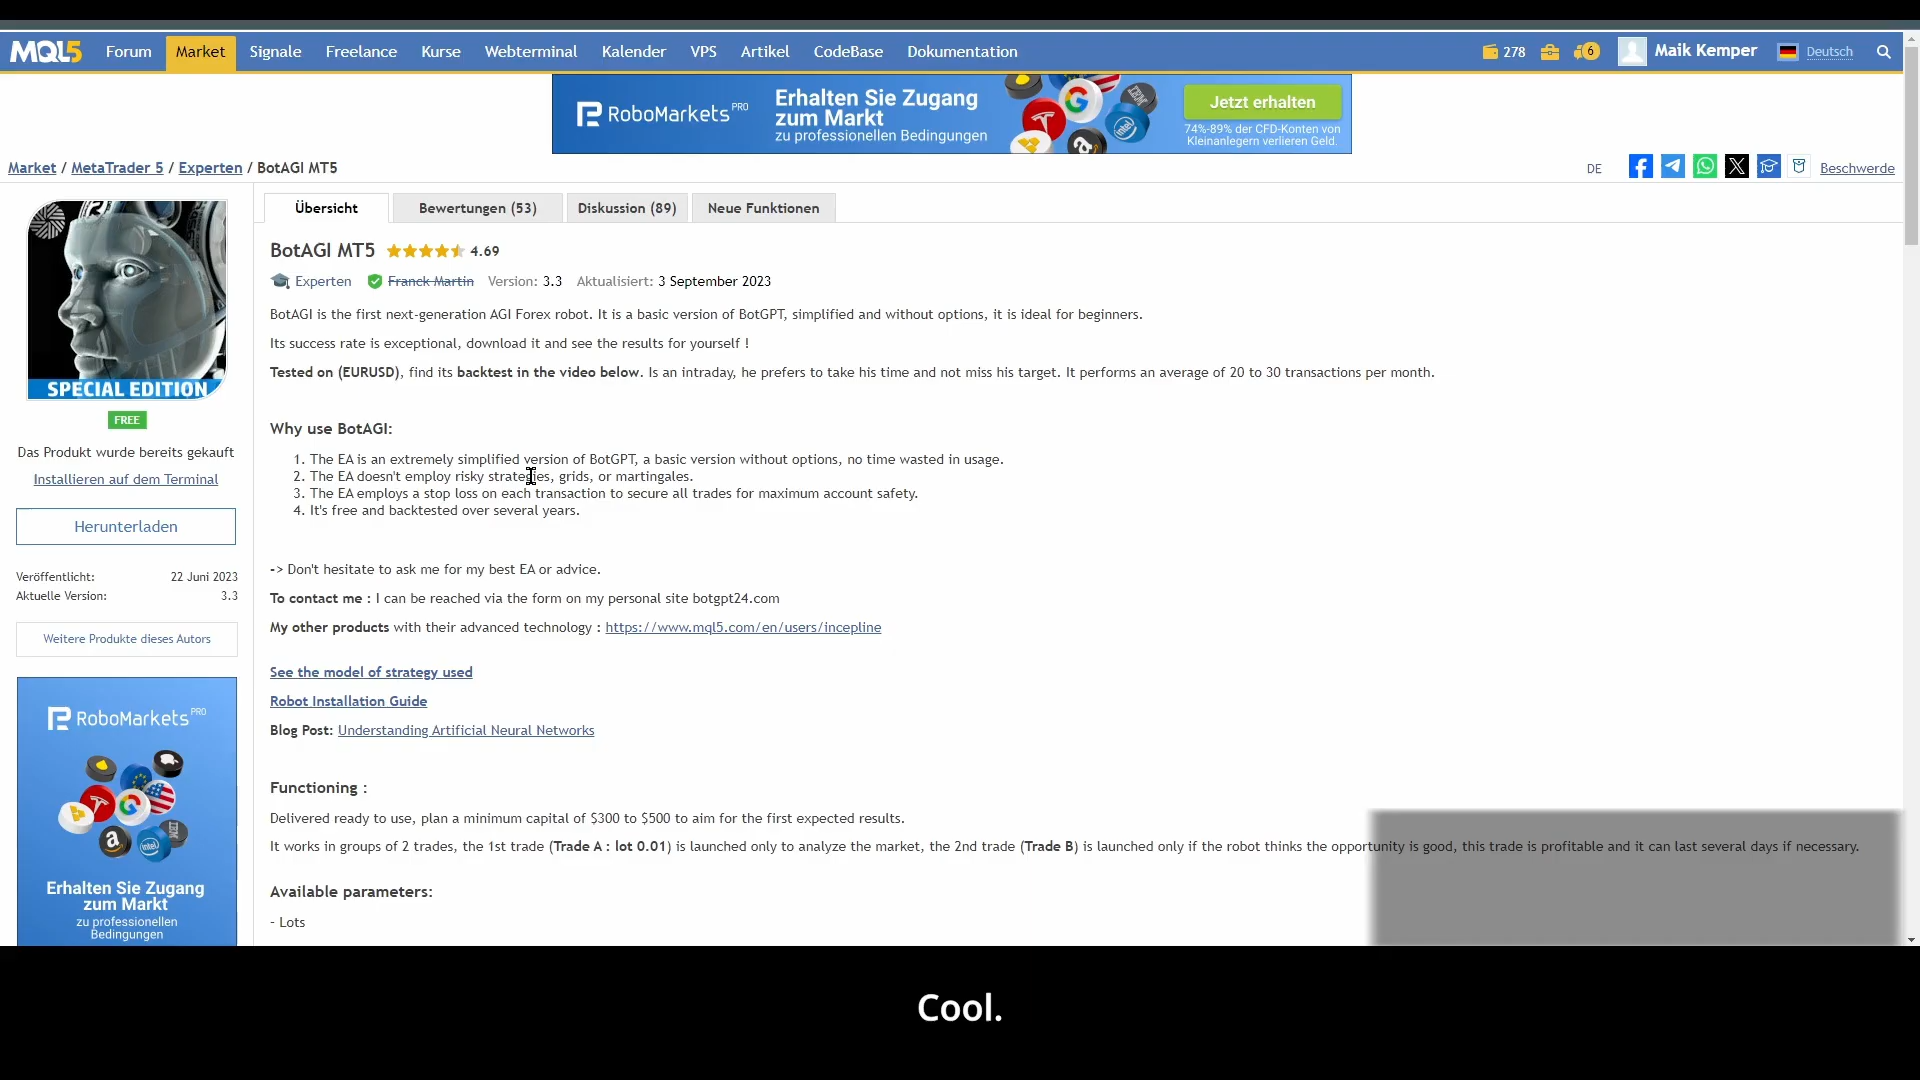 MQL5 Forum Market Signale Freelance Kurse Webterminal Kalender VPS Artikel CodeBase Dokumentation 278 6 Maik Kemper Deutsch
RoboMarkets PRO
Erhalten Sie Zugang
zum Markt
zu professionellen Bedingungen
Jetzt erhalten
74%-89% der CFD-Konten von
Kleinanlegern verlieren Geld.
Market / MetaTrader 5 / Experten / BotAGI MT5
DE
Beschwerde
SPECIAL EDITION
FREE
Das Produkt wurde bereits gekauft
Installieren auf dem Terminal
Herunterladen
Veröffentlicht: 22 Juni 2023
Aktuelle Version: 3.3
Weitere Produkte dieses Autors
RoboMarkets PRO
Erhalten Sie Zugang
zum Markt
zu professionellen
Bedingungen
Übersicht Bewertungen (53) Diskussion (89) Neue Funktionen
BotAGI MT5 4.69
Experten Franck Martin Version: 3.3 Aktualisiert: 3 September 2023
BotAGI is the first next-generation AGI Forex robot. It is a basic version of BotGPT, simplified and without options, it is ideal for beginners.
Its success rate is exceptional, download it and see the results for yourself !
Tested on (EURUSD), find its backtest in the video below. Is an intraday, he prefers to take his time and not miss his target. It performs an average of 20 to 30 transactions per month.
Why use BotAGI:
1. The EA is an extremely simplified version of BotGPT, a basic version without options, no time wasted in usage.
2. The EA doesn't employ risky strategies, grids, or martingales.
3. The EA employs a stop loss on each transaction to secure all trades for maximum account safety.
4. It's free and backtested over several years.
-> Don't hesitate to ask me for my best EA or advice.
To contact me : I can be reached via the form on my personal site botgpt24.com
My other products with their advanced technology : https://www.mql5.com/en/users/incepline
See the model of strategy used
Robot Installation Guide
Blog Post: Understanding Artificial Neural Networks
Functioning :
Delivered ready to use, plan a minimum capital of $300 to $500 to aim for the first expected results.
It works in groups of 2 trades, the 1st trade (Trade A : lot 0.01) is launched only to analyze the market, the 2nd trade (Trade B) is launched only if the robot thinks the opportunity is good, this trade is profitable and it can last several days if necessary.
Available parameters:
- Lots
Cool.